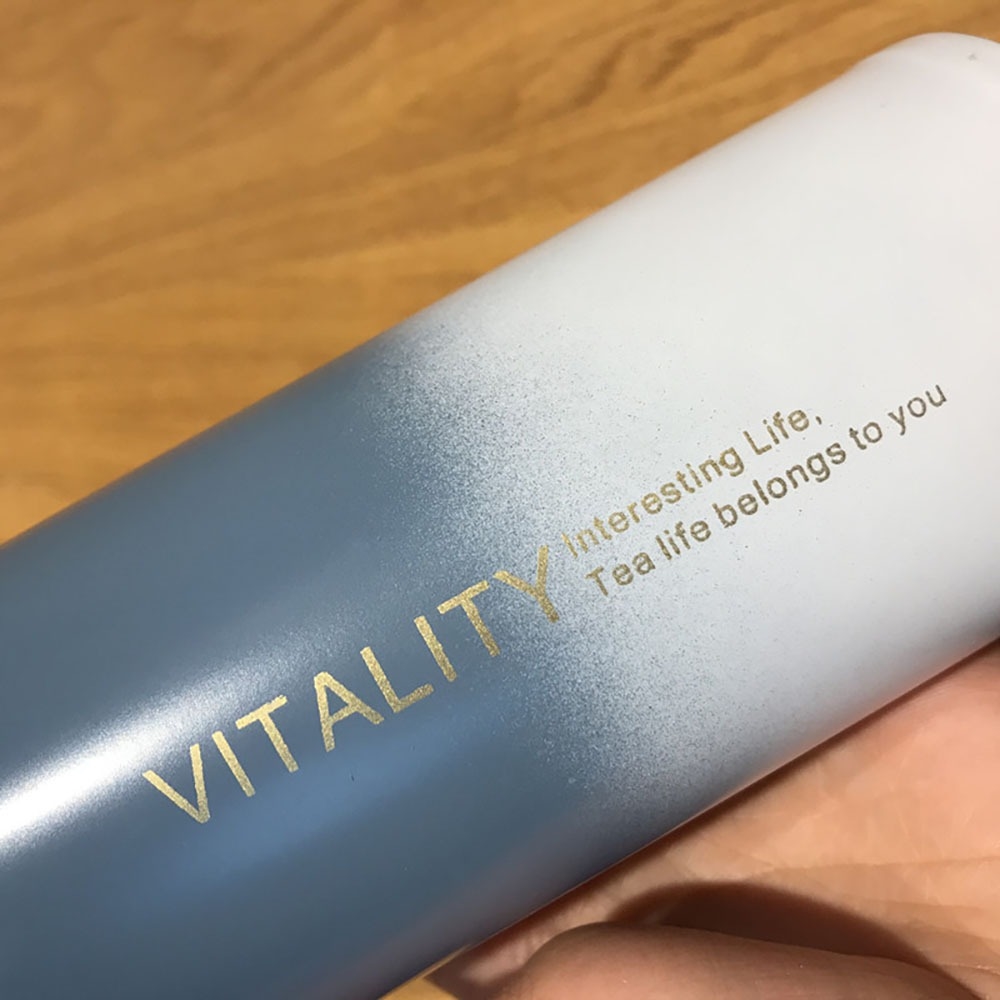 VITALITY
Interesting Life,
Tea life belongs to you